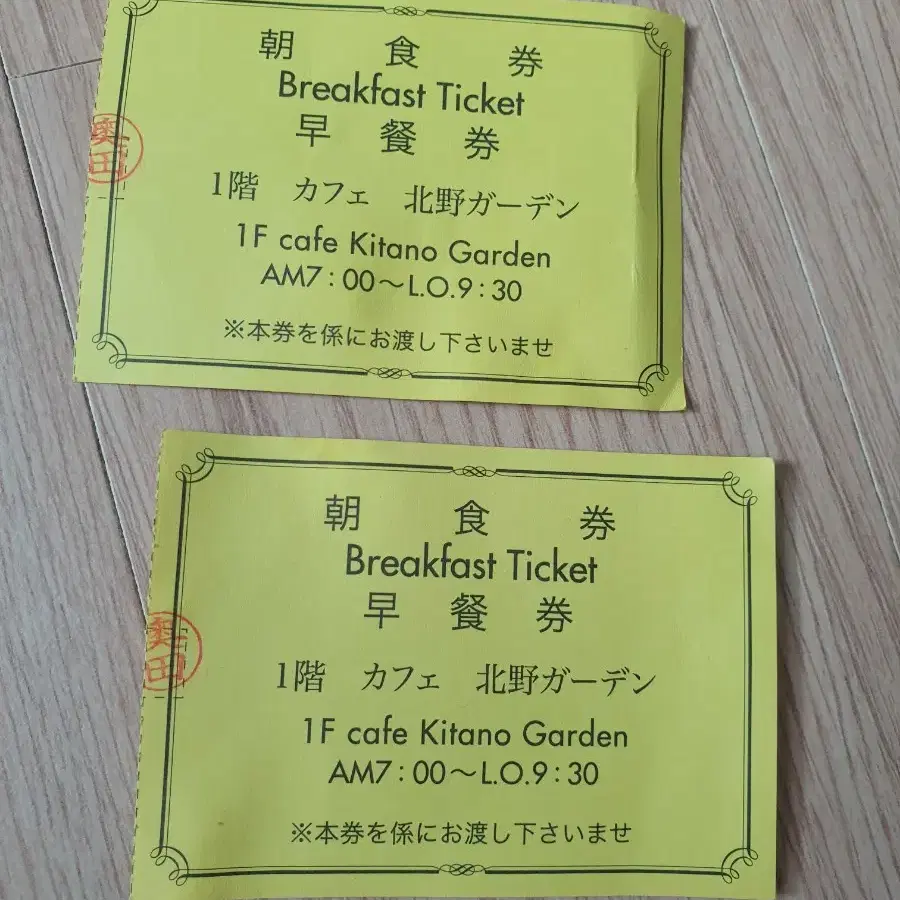 朝食券
Breakfast Ticket
早餐券
1階 カフェ 北野ガーデン
1F cafe Kitano Garden
AM7:00～L.O.9:30
※本券を係にお渡し下さいませ
奥田
朝食券
Breakfast Ticket
早餐券
1階 カフェ 北野ガーデン
1F cafe Kitano Garden
AM7:00～L.O.9:30
※本券を係にお渡し下さいませ
奥田